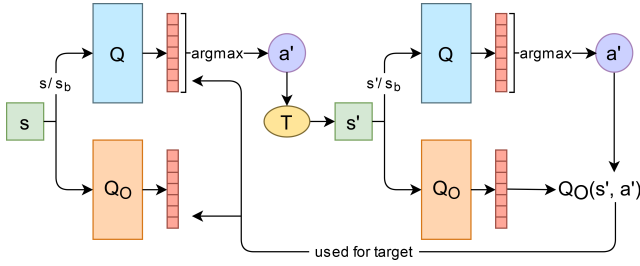 Q
argmax
a'
Q
argmax
a'
s/ s_b
s'/ s_b
s
T
s'
Q_O
Q_O
Q_O(s', a')
used for target